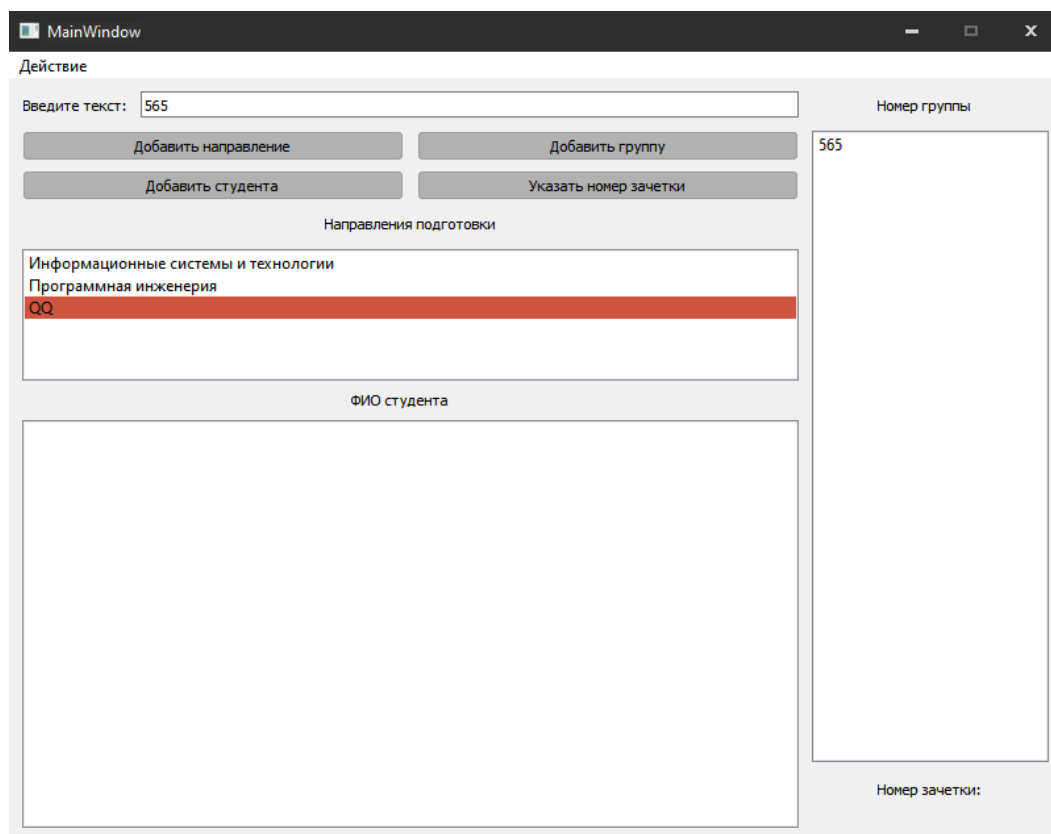 MainWindow
Действие
Введите текст: 565
Номер группы
Добавить направление Добавить группу
565
Добавить студента Указать номер зачетки
Направления подготовки
Информационные системы и технологии
Программная инженерия
QQ
ФИО студента
Номер зачетки: